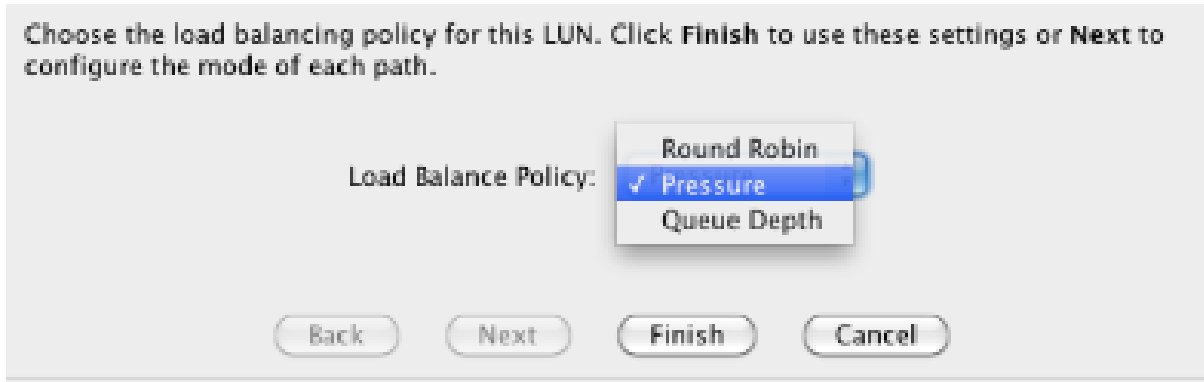 Choose the load balancing policy for this LUN. Click Finish to use these settings or Next to
configure the mode of each path.
Round Robin
Load Balance Policy: ✓ Pressure
Queue Depth
Back Next Finish Cancel